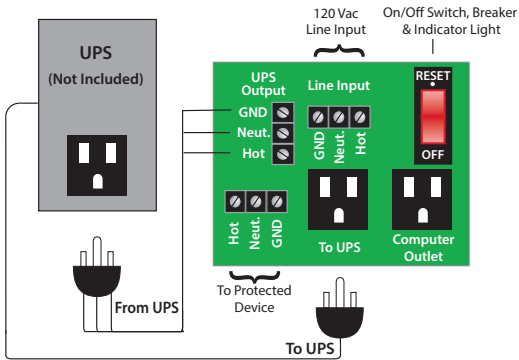 120 Vac
Line Input
On/Off Switch, Breaker
& Indicator Light
UPS
(Not Included)
UPS
Output
GND
Neut.
Hot
Line Input
GND
Neut.
Hot
RESET
OFF
Hot
Neut.
GND
To UPS
Computer
Outlet
To Protected
Device
From UPS
To UPS